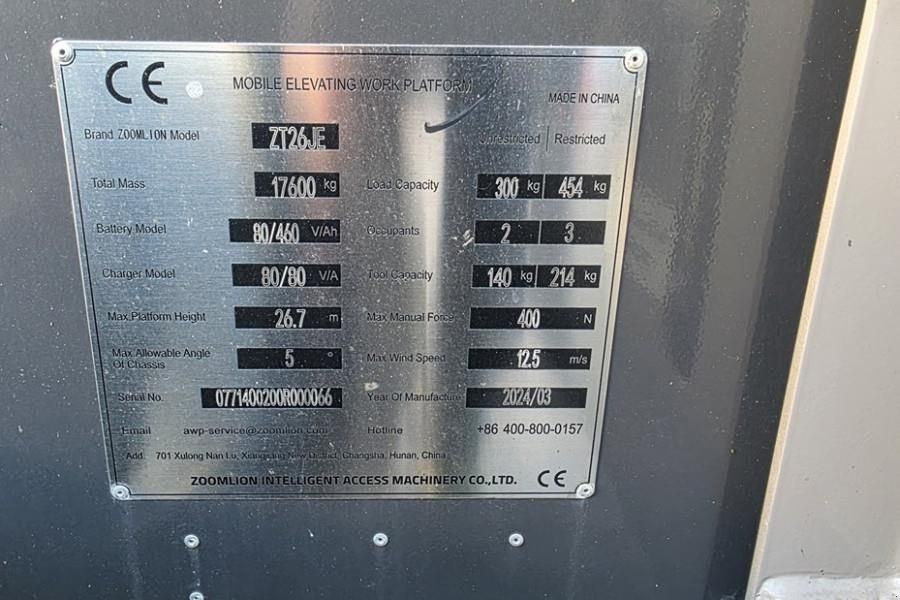 CE
MOBILE ELEVATING WORK PLATFORM
MADE IN CHINA
Brand ZOOMLION Model ZT26JE Unrestricted Restricted
Total Mass 17600 kg Load Capacity 300 kg 454 kg
Battery Model 80/460 V/Ah Occupants 2 3
Charger Model 80/80 V/A Tool Capacity 140 kg 214 kg
Max.Platform Height 26.7 m Max Manual Force 400 N
Max Allowable Angle
Of Chassis 5 ° Max Wind Speed 12.5 m/s
Serial No. 0771400200R000066 Year Of Manufacture 2024/03
Email awp-service@zoomlion.com Hotline +86 400-800-0157
Add. 701 Xulong Nan Lu, Xiangjiang New District, Changsha, Hunan, China
ZOOMLION INTELLIGENT ACCESS MACHINERY CO.,LTD. CE